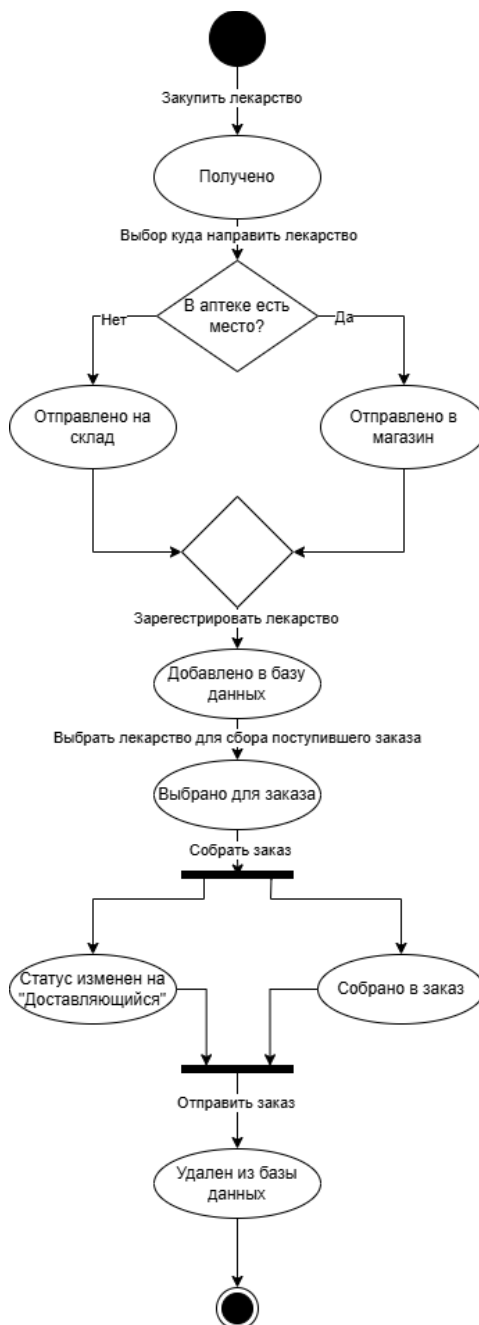 Закупить лекарство
Получено
Выбор куда направить лекарство
В аптеке есть
место?
Нет
Да
Отправлено на
склад
Отправлено в
магазин
Зарегестрировать лекарство
Добавлено в базу
данных
Выбрать лекарство для сбора поступившего заказа
Выбрано для заказа
Собрать заказ
Статус изменен на
"Доставляющийся"
Собрано в заказ
Отправить заказ
Удален из базы
данных